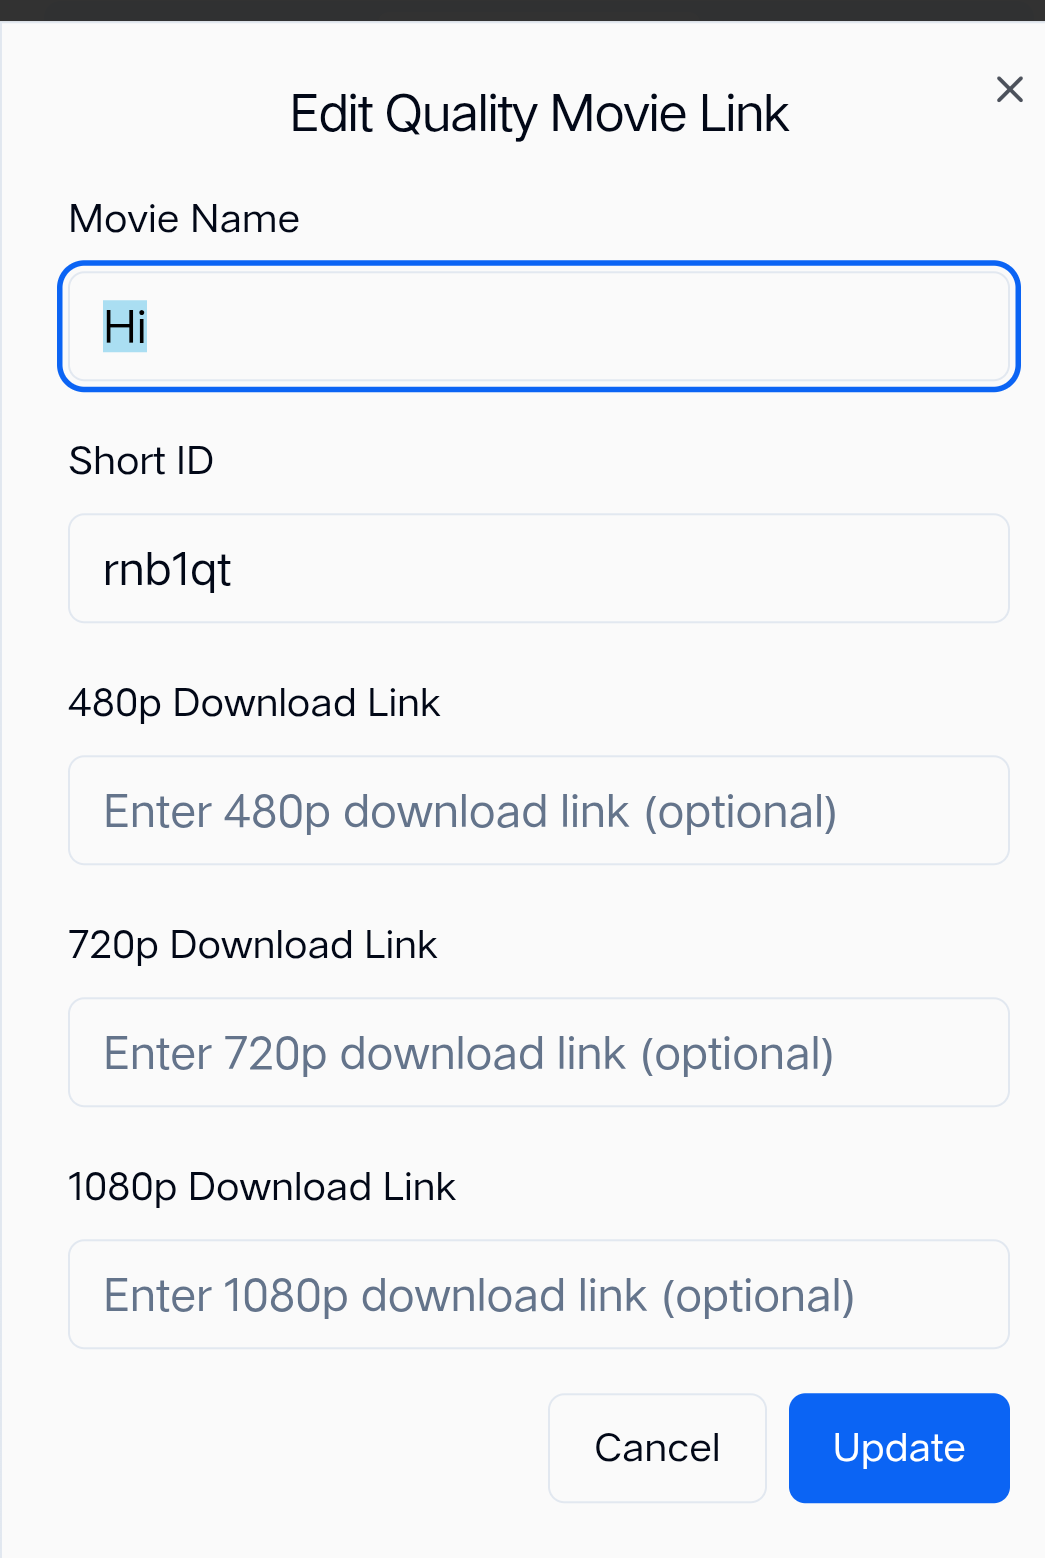 Edit Quality Movie Link
Movie Name
Hi
Short ID
rnb1qt
480p Download Link
Enter 480p download link (optional)
720p Download Link
Enter 720p download link (optional)
1080p Download Link
Enter 1080p download link (optional)
Cancel
Update